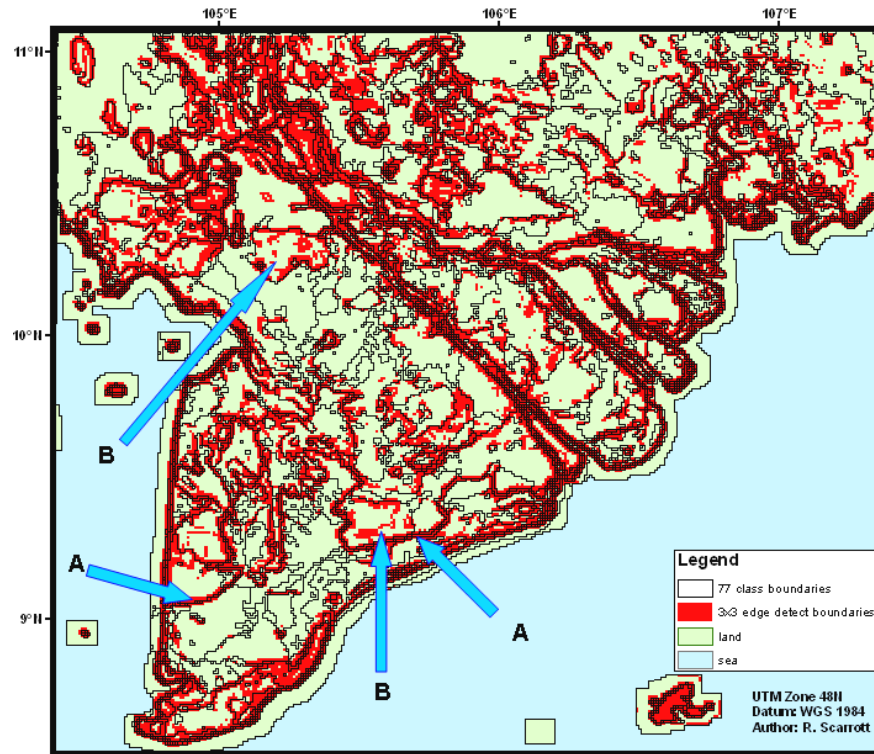 105°E 106°E 107°E
11°N
10°N
B
A
9°N
A
B
Legend
77 class boundaries
3x3 edge detect boundaries
land
sea
UTM Zone 48N
Datum: WGS 1984
Author: R. Scarrott